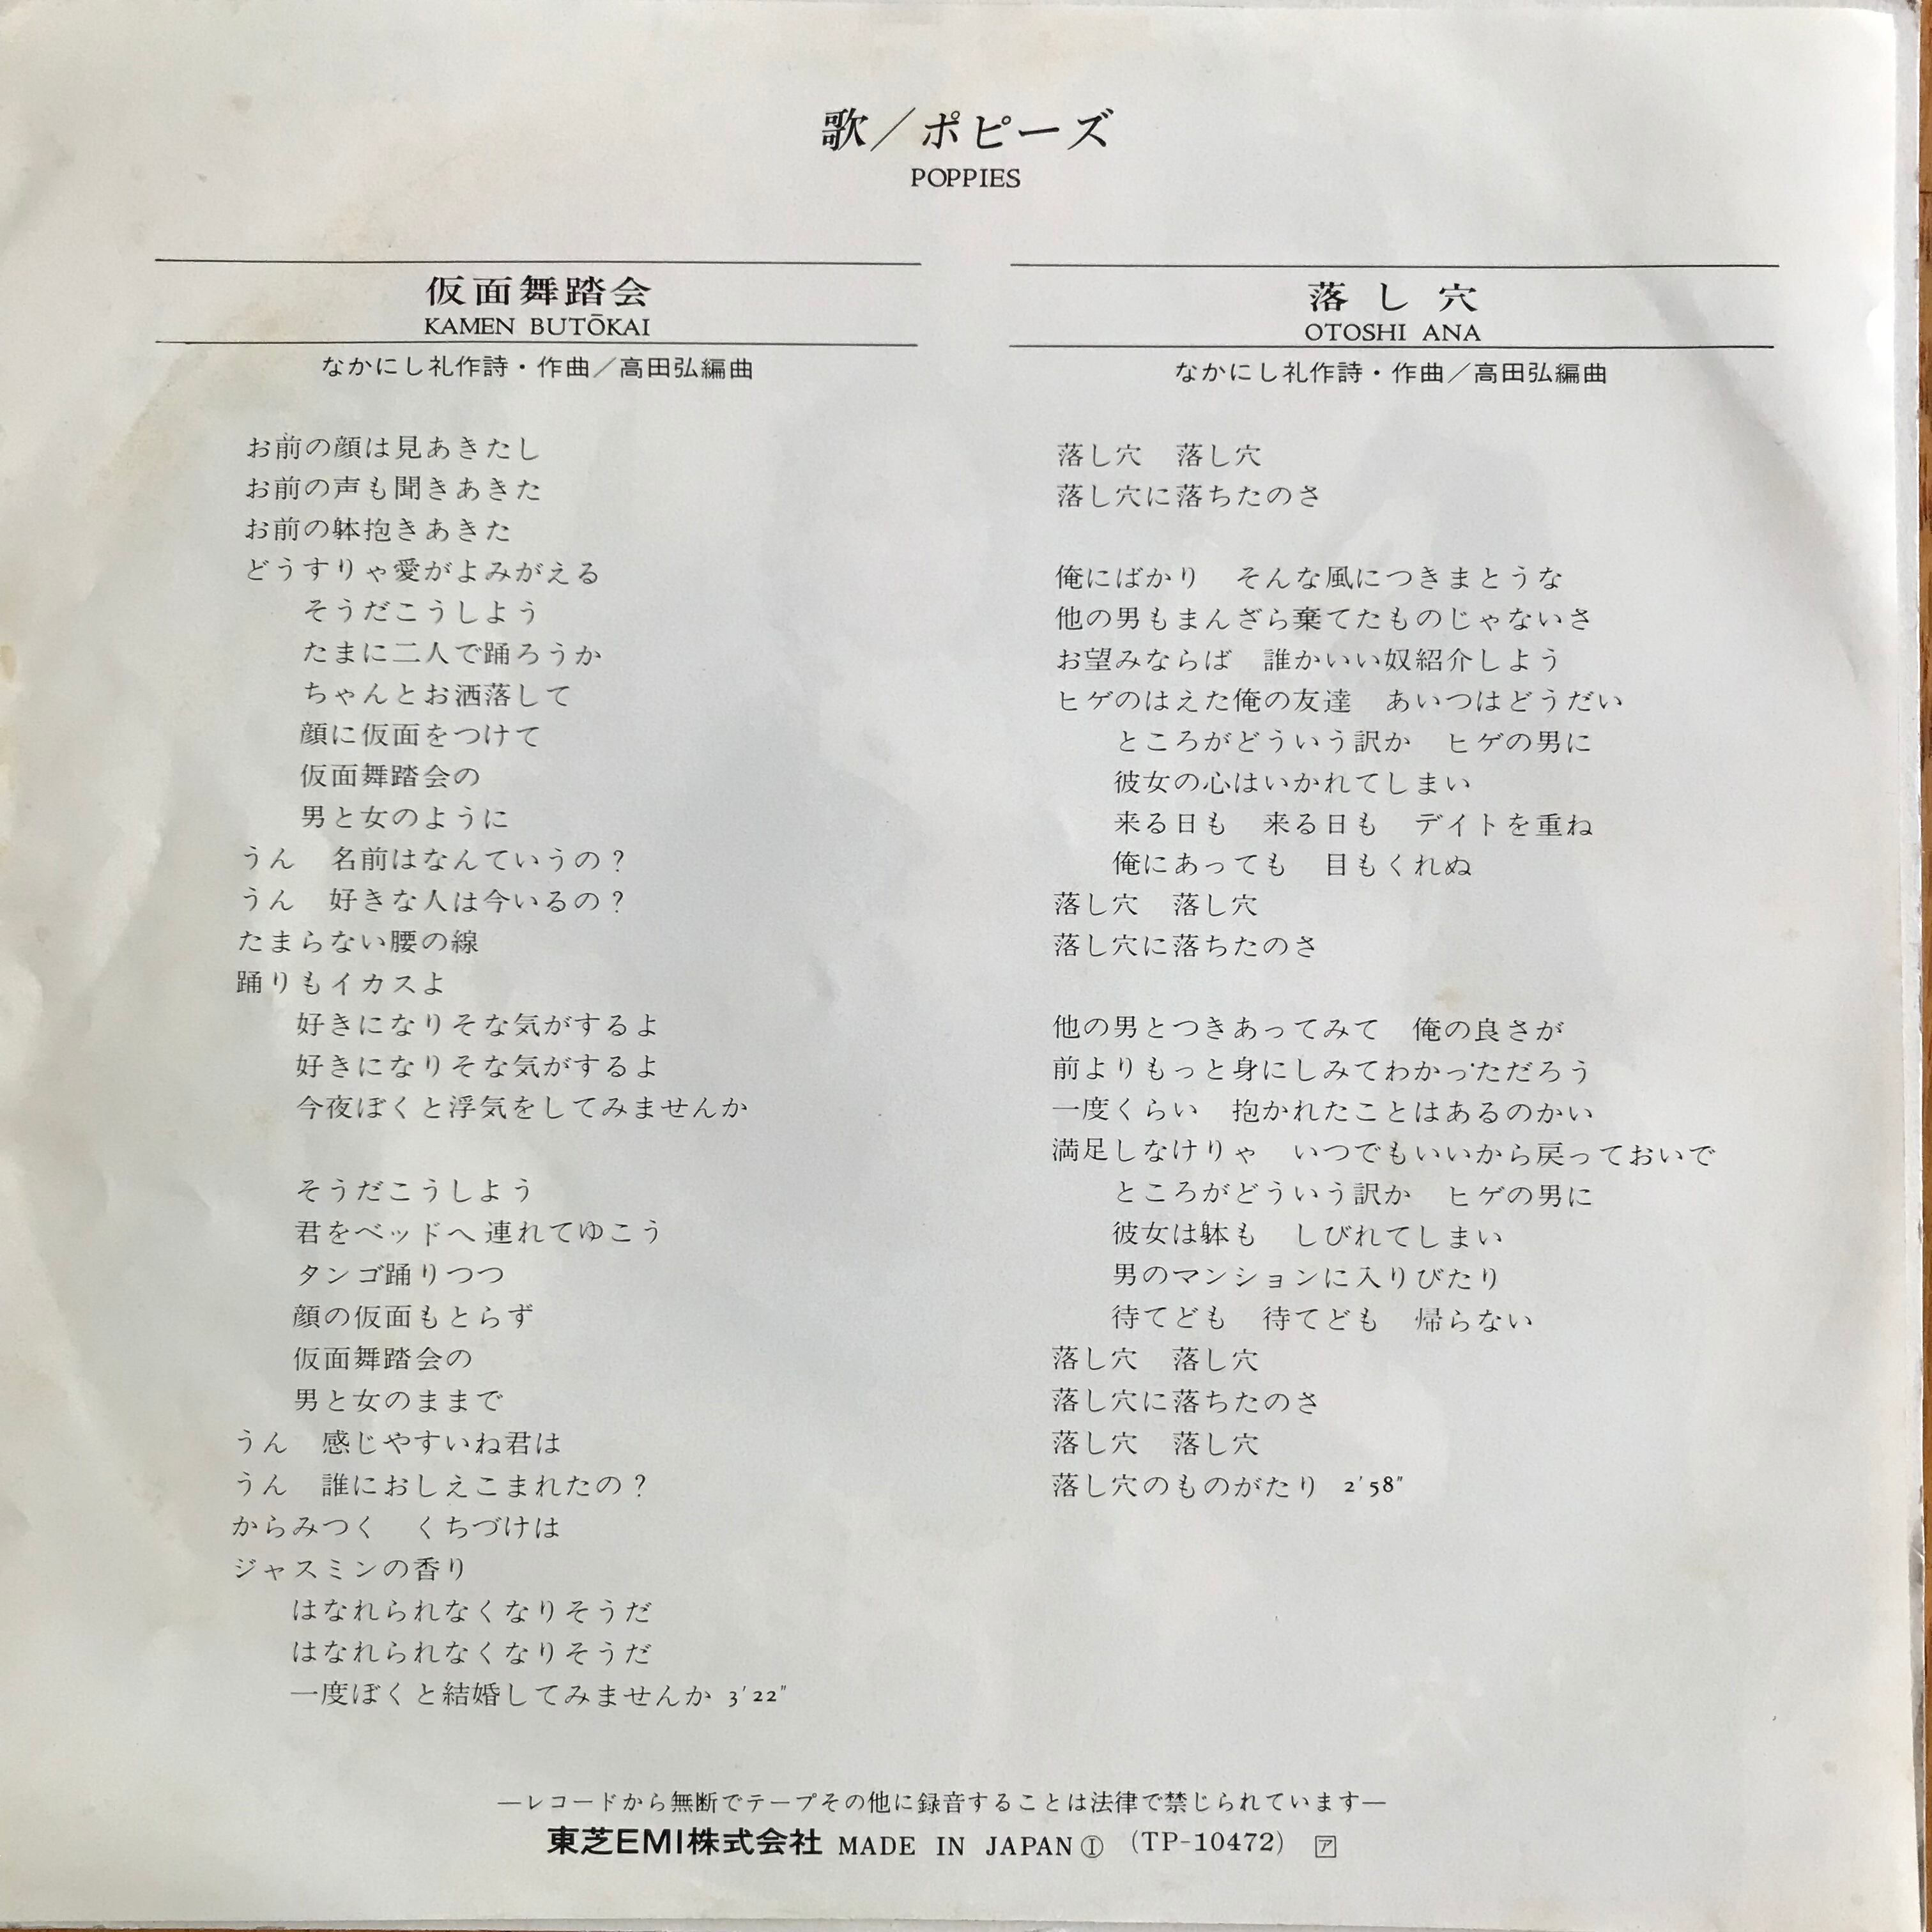 歌／ポピーズ
POPPIES
仮面舞踏会
KAMEN BUTŌKAI
なかにし礼作詩・作曲／高田弘編曲
お前の顔は見あきたし
お前の声も聞きあきた
お前の躰抱きあきた
どうすりゃ愛がよみがえる
そうだこうしよう
たまに二人で踊ろうか
ちゃんとお洒落して
顔に仮面をつけて
仮面舞踏会の
男と女のように
うん　名前はなんていうの？
うん　好きな人は今いるの？
たまらない腰の線
踊りもイカスよ
好きになりそな気がするよ
好きになりそな気がするよ
今夜ぼくと浮気をしてみませんか
そうだこうしよう
君をベッドへ連れてゆこう
タンゴ踊りつつ
顔の仮面もとらず
仮面舞踏会の
男と女のままで
うん　感じやすいね君は
うん　誰におしえこまれたの？
からみつく　くちづけは
ジャスミンの香り
はなれられなくなりそうだ
はなれられなくなりそうだ
一度ぼくと結婚してみませんか 3′22″
落し穴
OTOSHI ANA
なかにし礼作詩・作曲／高田弘編曲
落し穴　落し穴
落し穴に落ちたのさ
俺にばかり　そんな風につきまとうな
他の男もまんざら棄てたものじゃないさ
お望みならば　誰かいい奴紹介しよう
ヒゲのはえた俺の友達　あいつはどうだい
ところがどういう訳か　ヒゲの男に
彼女の心はいかれてしまい
来る日も　来る日も　デイトを重ね
俺にあっても　目もくれぬ
落し穴　落し穴
落し穴に落ちたのさ
他の男とつきあってみて　俺の良さが
前よりもっと身にしみてわかっただろう
一度くらい　抱かれたことはあるのかい
満足しなけりゃ　いつでもいいから戻っておいで
ところがどういう訳か　ヒゲの男に
彼女は躰も　しびれてしまい
男のマンションに入りびたり
待てども　待てども　帰らない
落し穴　落し穴
落し穴に落ちたのさ
落し穴　落し穴
落し穴のものがたり 2′58″
—レコードから無断でテープその他に録音することは法律で禁じられています—
東芝EMI株式会社 MADE IN JAPAN Ⓘ (TP-10472) ア